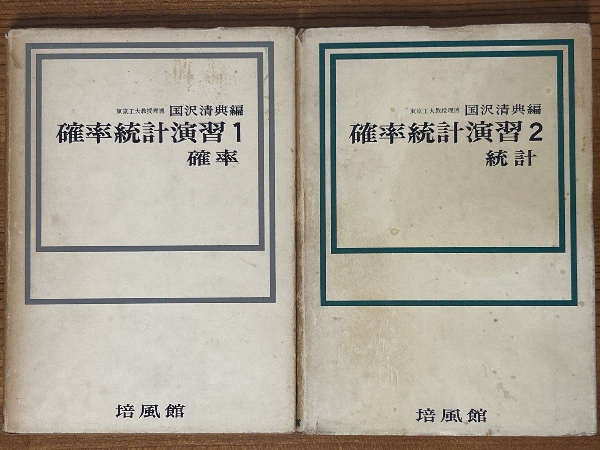 東京工大教授理博 国沢清典編
確率統計演習1
確率
培風館
東京工大教授理博 国沢清典編
確率統計演習2
統計
培風館